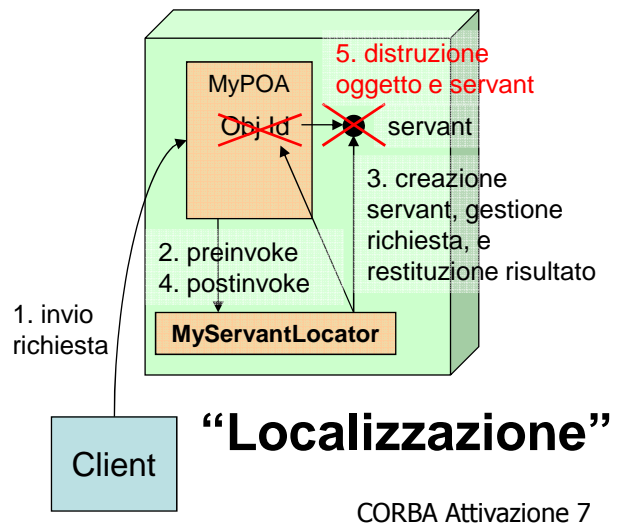 5. distruzione
oggetto e servant
MyPOA
Obj Id
servant
3. creazione
servant, gestione
richiesta, e
restituzione risultato
2. preinvoke
4. postinvoke
1. invio
richiesta
MyServantLocator
“Localizzazione”
Client
CORBA Attivazione 7